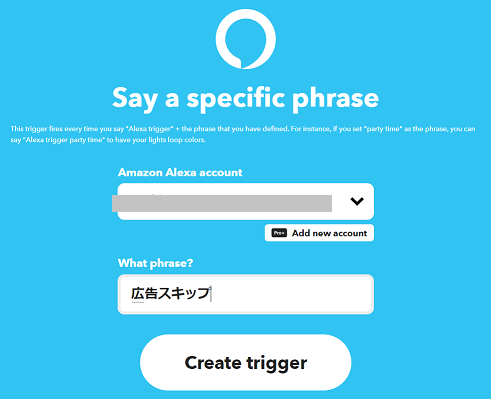 Say a specific phrase
This trigger fires every time you say "Alexa trigger" + the phrase that you have defined. For instance, if you set "party time" as the phrase, you can
say "Alexa trigger party time" to have your lights loop colors.
Amazon Alexa account
Pro+ Add new account
What phrase?
広告スキップ
Create trigger